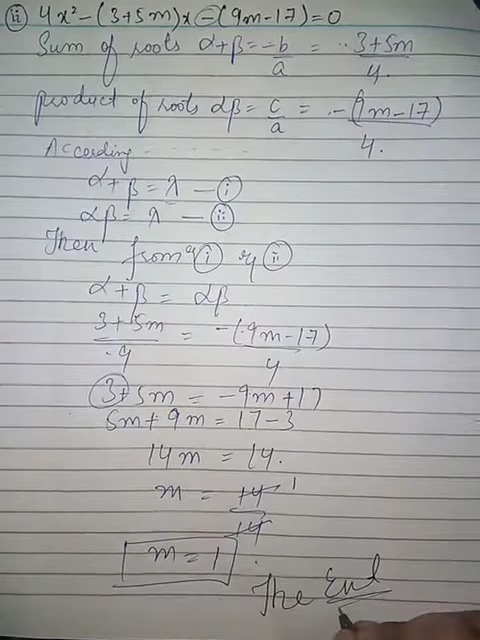 ii 4x² - (3+5m)x - (9m-17) = 0
Sum of roots α+β = -b/a = 3+5m/4.
product of roots αβ = c/a = -(9m-17)/4.
According
α+β = λ — i
αβ = λ — ii
Then from i ii
α+β = αβ
3+5m/4 = -(9m-17)/4
3+5m = -9m+17
5m+9m = 17-3
14m = 14.
m = 14/14 1
m = 1
The End